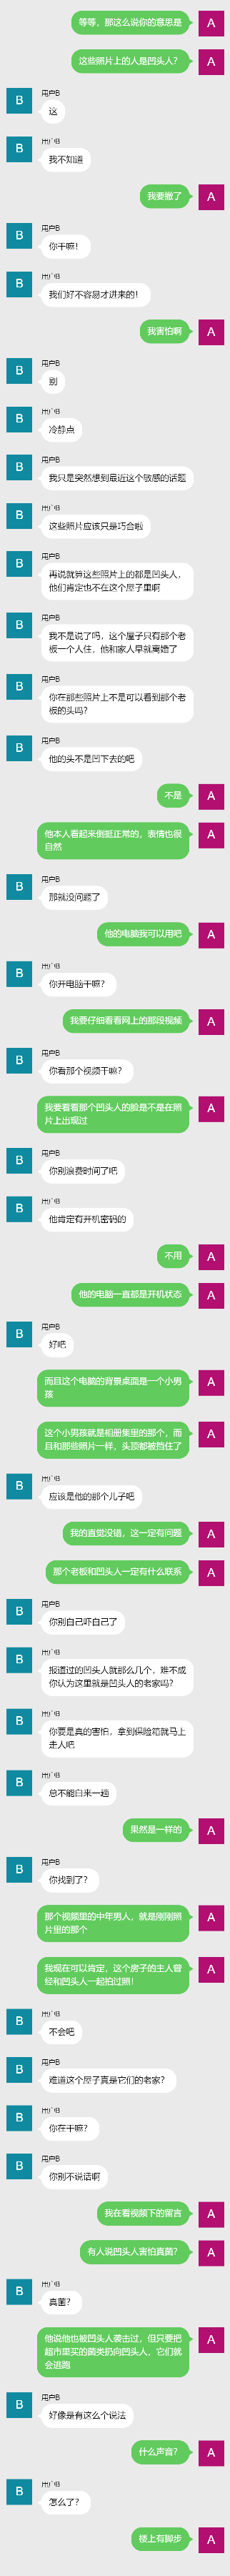 等等，那这么说你的意思是
A
这些照片上的人是凹头人？
A
用户B
B
这
用户B
B
我不知道
我要撤了
A
用户B
B
你干嘛！
用户B
B
我们好不容易才进来的！
我害怕啊
A
用户B
B
别
用户B
B
冷静点
用户B
B
我只是突然想到最近这个敏感的话题
用户B
B
这些照片应该只是巧合啦
用户B
B
再说就算这些照片上的都是凹头人，
他们肯定也不在这个屋子里啊
用户B
B
我不是说了吗，这个屋子只有那个老
板一个人住，他和家人早就离婚了
用户B
B
你在那些照片上不是可以看到那个老
板的头吗？
用户B
B
他的头不是凹下去的吧
不是
A
他本人看起来倒挺正常的，表情也很
自然
A
用户B
B
那就没问题了
他的电脑我可以用吧
A
用户B
B
你开电脑干嘛？
我要仔细看看网上的那段视频
A
用户B
B
你看那个视频干嘛？
我要看看那个凹头人的脸是不是在照
片上出现过
A
用户B
B
你别浪费时间了吧
用户B
B
他肯定有开机密码的
不用
A
他的电脑一直都是开机状态
A
用户B
B
好吧
而且这个电脑的背景桌面是一个小男
孩
A
这个小男孩就是相册集里的那个，而
且和那些照片一样，头顶都被挡住了
A
用户B
B
应该是他的那个儿子吧
我的直觉没错，这一定有问题
A
那个老板和凹头人一定有什么联系
A
用户B
B
你别自己吓自己了
用户B
B
报道过的凹头人就那么几个，难不成
你认为这里就是凹头人的老家吗？
用户B
B
你要是真的害怕，拿到保险箱就马上
走人吧
用户B
B
总不能白来一趟
果然是一样的
A
用户B
B
你找到了？
那个视频里的中年男人，就是刚刚照
片里的那个
A
我现在可以肯定，这个房子的主人曾
经和凹头人一起拍过照！
A
用户B
B
不会吧
用户B
B
难道这个屋子真是它们的老家？
用户B
B
你在干嘛？
用户B
B
你别不说话啊
我在看视频下的留言
A
有人说凹头人害怕真菌？
A
用户B
B
真菌？
他说他也被凹头人袭击过，但只要把
超市里买的菌类扔向凹头人，它们就
会逃跑
A
用户B
B
好像是有这么个说法
什么声音？
A
用户B
B
怎么了？
楼上有脚步
A